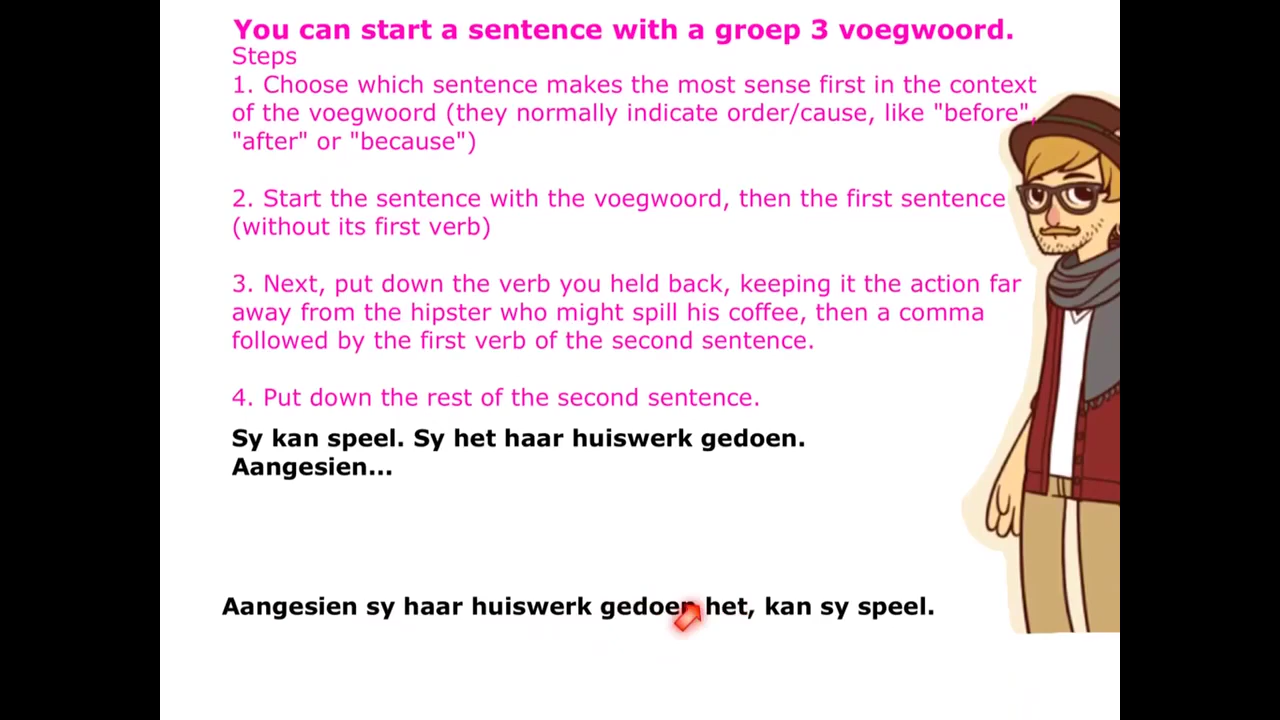 You can start a sentence with a groep 3 voegwoord.
Steps
1. Choose which sentence makes the most sense first in the context
of the voegwoord (they normally indicate order/cause, like "before",
"after" or "because")
2. Start the sentence with the voegwoord, then the first sentence
(without its first verb)
3. Next, put down the verb you held back, keeping it the action far
away from the hipster who might spill his coffee, then a comma
followed by the first verb of the second sentence.
4. Put down the rest of the second sentence.
Sy kan speel. Sy het haar huiswerk gedoen.
Aangesien...
Aangesien sy haar huiswerk gedoen het, kan sy speel.